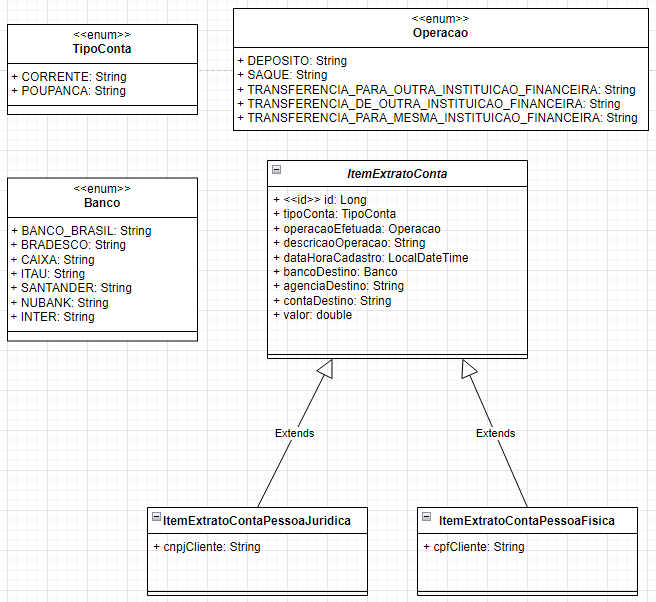 <<enum>>
TipoConta
+ CORRENTE: String
+ POUPANCA: String
<<enum>>
Operacao
+ DEPOSITO: String
+ SAQUE: String
+ TRANSFERENCIA_PARA_OUTRA_INSTITUICAO_FINANCEIRA: String
+ TRANSFERENCIA_DE_OUTRA_INSTITUICAO_FINANCEIRA: String
+ TRANSFERENCIA_PARA_MESMA_INSTITUICAO_FINANCEIRA: String
<<enum>>
Banco
+ BANCO_BRASIL: String
+ BRADESCO: String
+ CAIXA: String
+ ITAU: String
+ SANTANDER: String
+ NUBANK: String
+ INTER: String
ItemExtratoConta
+ <<id>> id: Long
+ tipoConta: TipoConta
+ operacaoEfetuada: Operacao
+ descricaoOperacao: String
+ dataHoraCadastro: LocalDateTime
+ bancoDestino: Banco
+ agenciaDestino: String
+ contaDestino: String
+ valor: double
Extends
Extends
ItemExtratoContaPessoaJuridica
+ cnpjCliente: String
ItemExtratoContaPessoaFisica
+ cpfCliente: String